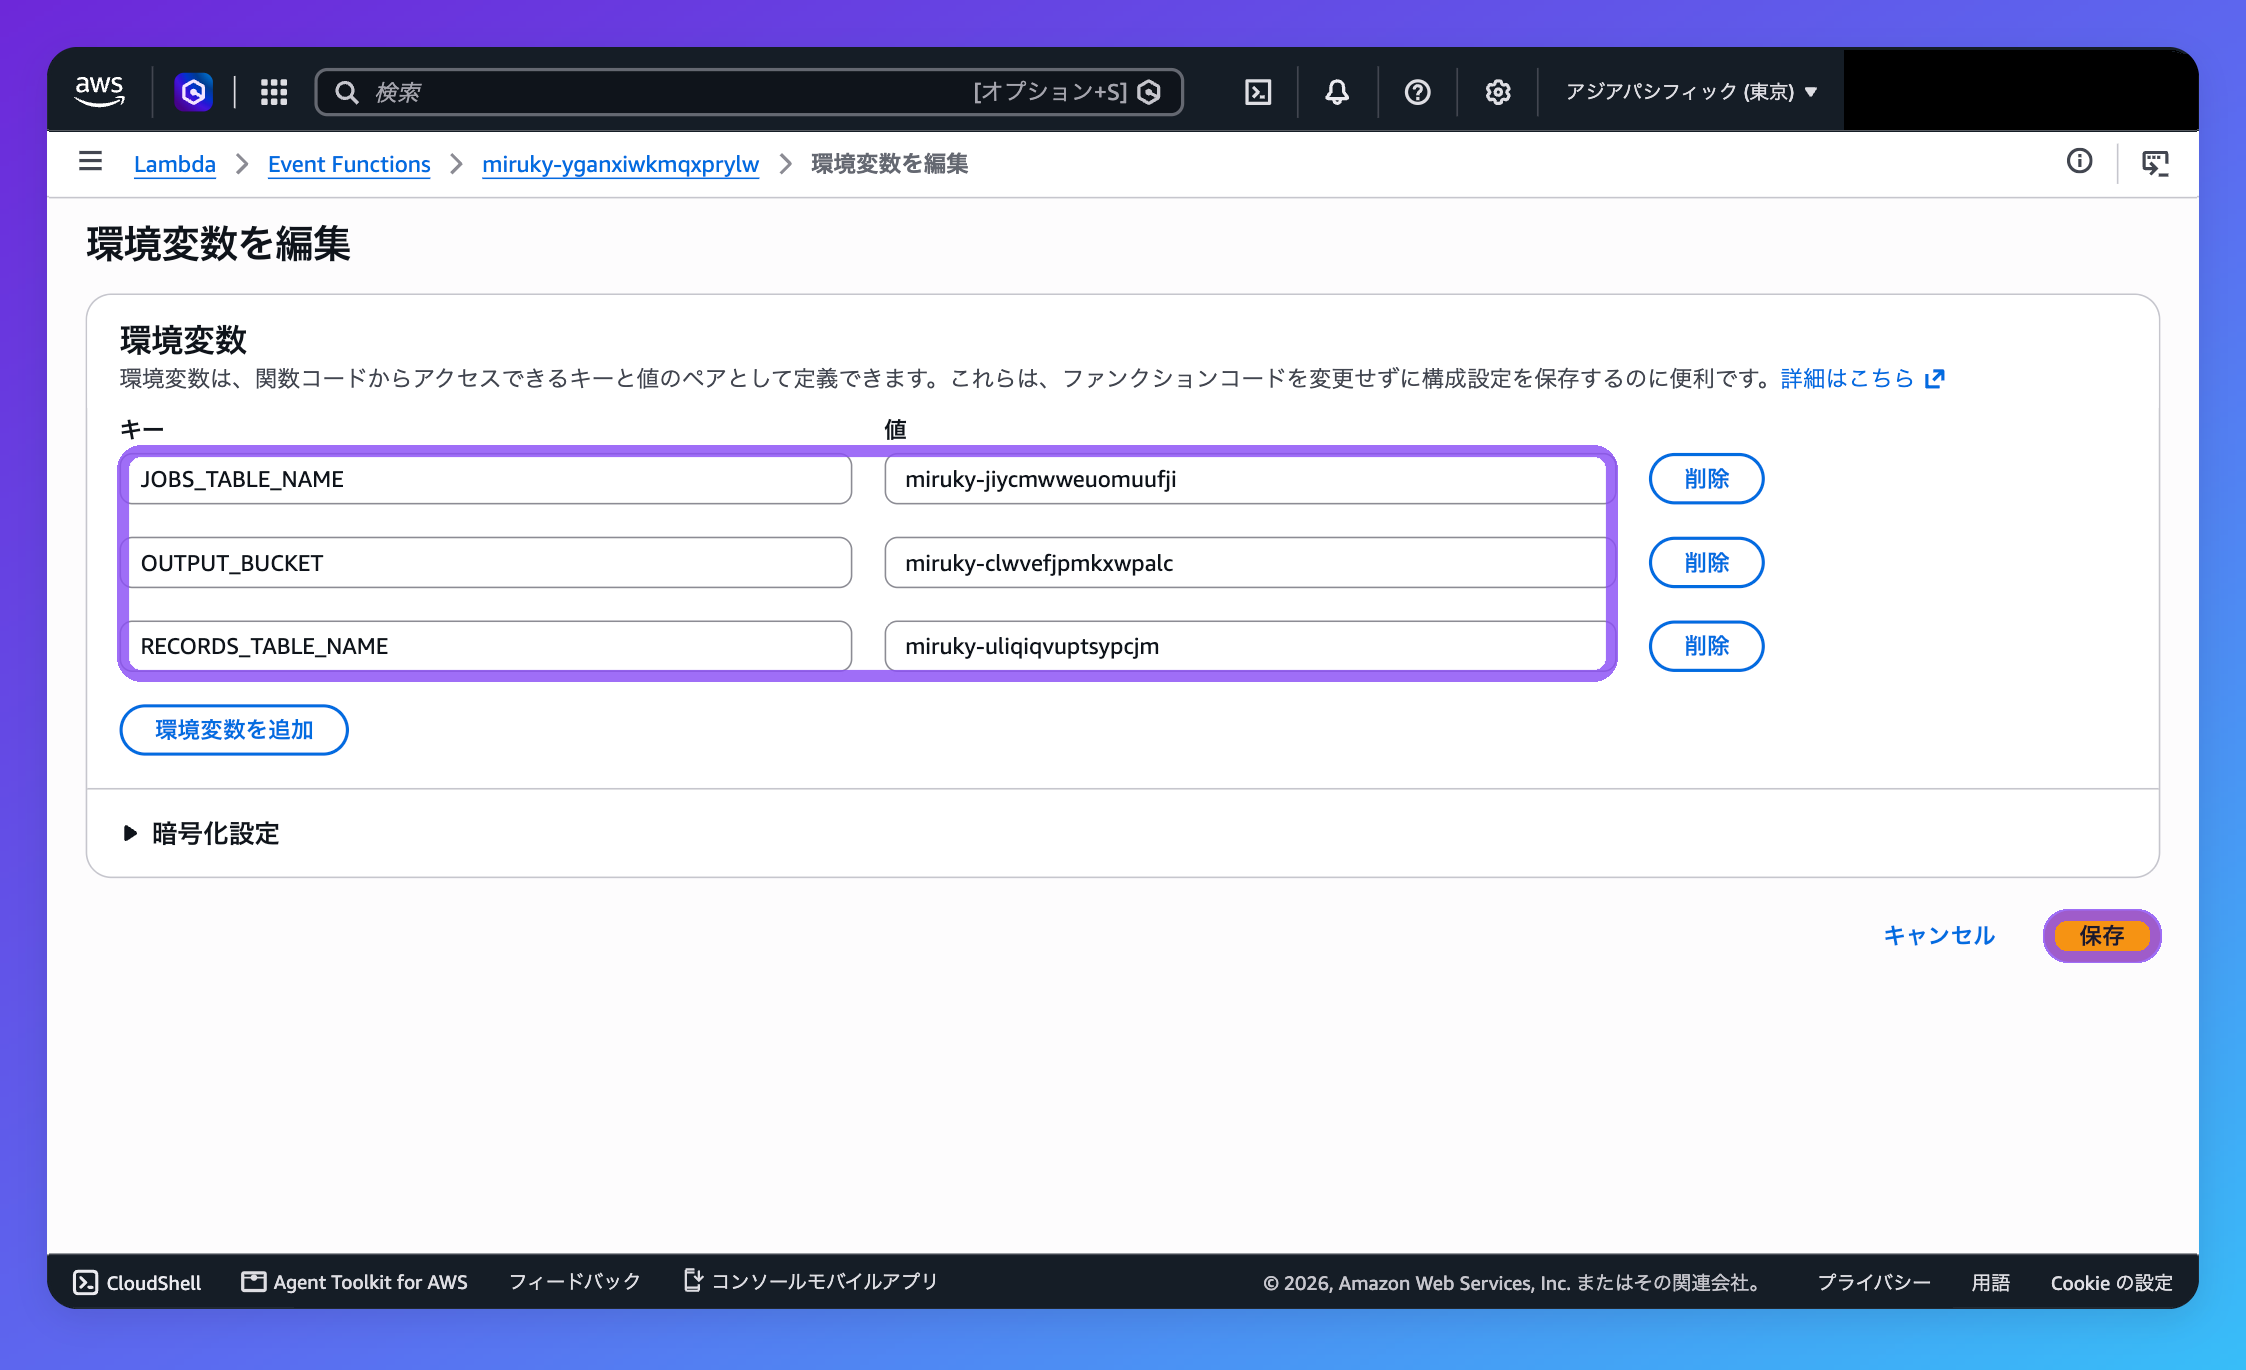 aws
検索 [オプション+S]
アジアパシフィック (東京) ▼
Lambda > Event Functions > miruky-yganxiwkmqxprylw > 環境変数を編集
環境変数を編集
環境変数
環境変数は、関数コードからアクセスできるキーと値のペアとして定義できます。これらは、ファンクションコードを変更せずに構成設定を保存するのに便利です。詳細はこちら
キー 値
JOBS_TABLE_NAME miruky-jiycmwweuomuufji 削除
OUTPUT_BUCKET miruky-clwvefjpmkxwpalc 削除
RECORDS_TABLE_NAME miruky-uliqiqvuptsypcjm 削除
環境変数を追加
暗号化設定
キャンセル 保存
CloudShell Agent Toolkit for AWS フィードバック コンソールモバイルアプリ © 2026, Amazon Web Services, Inc. またはその関連会社。 プライバシー 用語 Cookie の設定